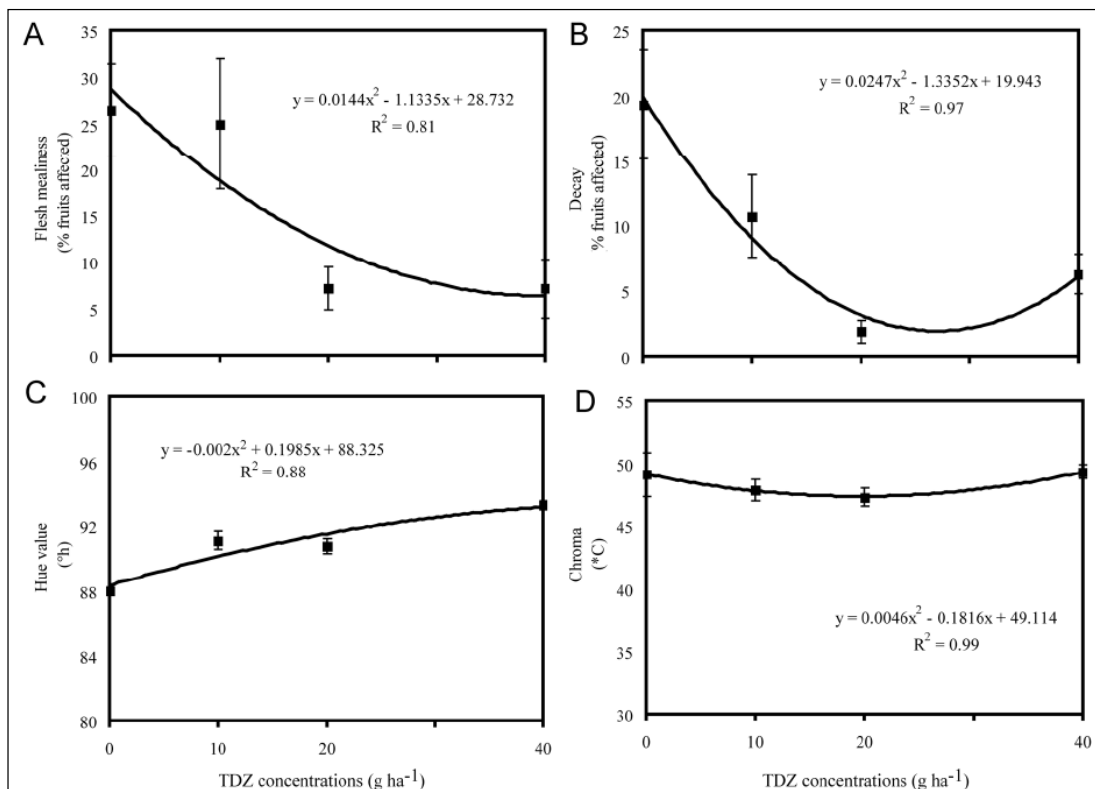 A
35
30
25
20
15
10
5
0
Flesh mealiness
(% fruits affected)
y = 0.0144x² - 1.1335x + 28.732
R² = 0.81
B
25
20
15
10
5
0
Decay
% fruits affected)
y = 0.0247x² - 1.3352x + 19.943
R² = 0.97
C
100
96
92
88
84
80
Hue value
(ºh)
y = -0.002x² + 0.1985x + 88.325
R² = 0.88
0 10 20 40
TDZ concentrations (g ha⁻¹)
D
55
50
45
40
35
30
Chroma
(*C)
y = 0.0046x² - 0.1816x + 49.114
R² = 0.99
0 10 20 40
TDZ concentrations (g ha⁻¹)